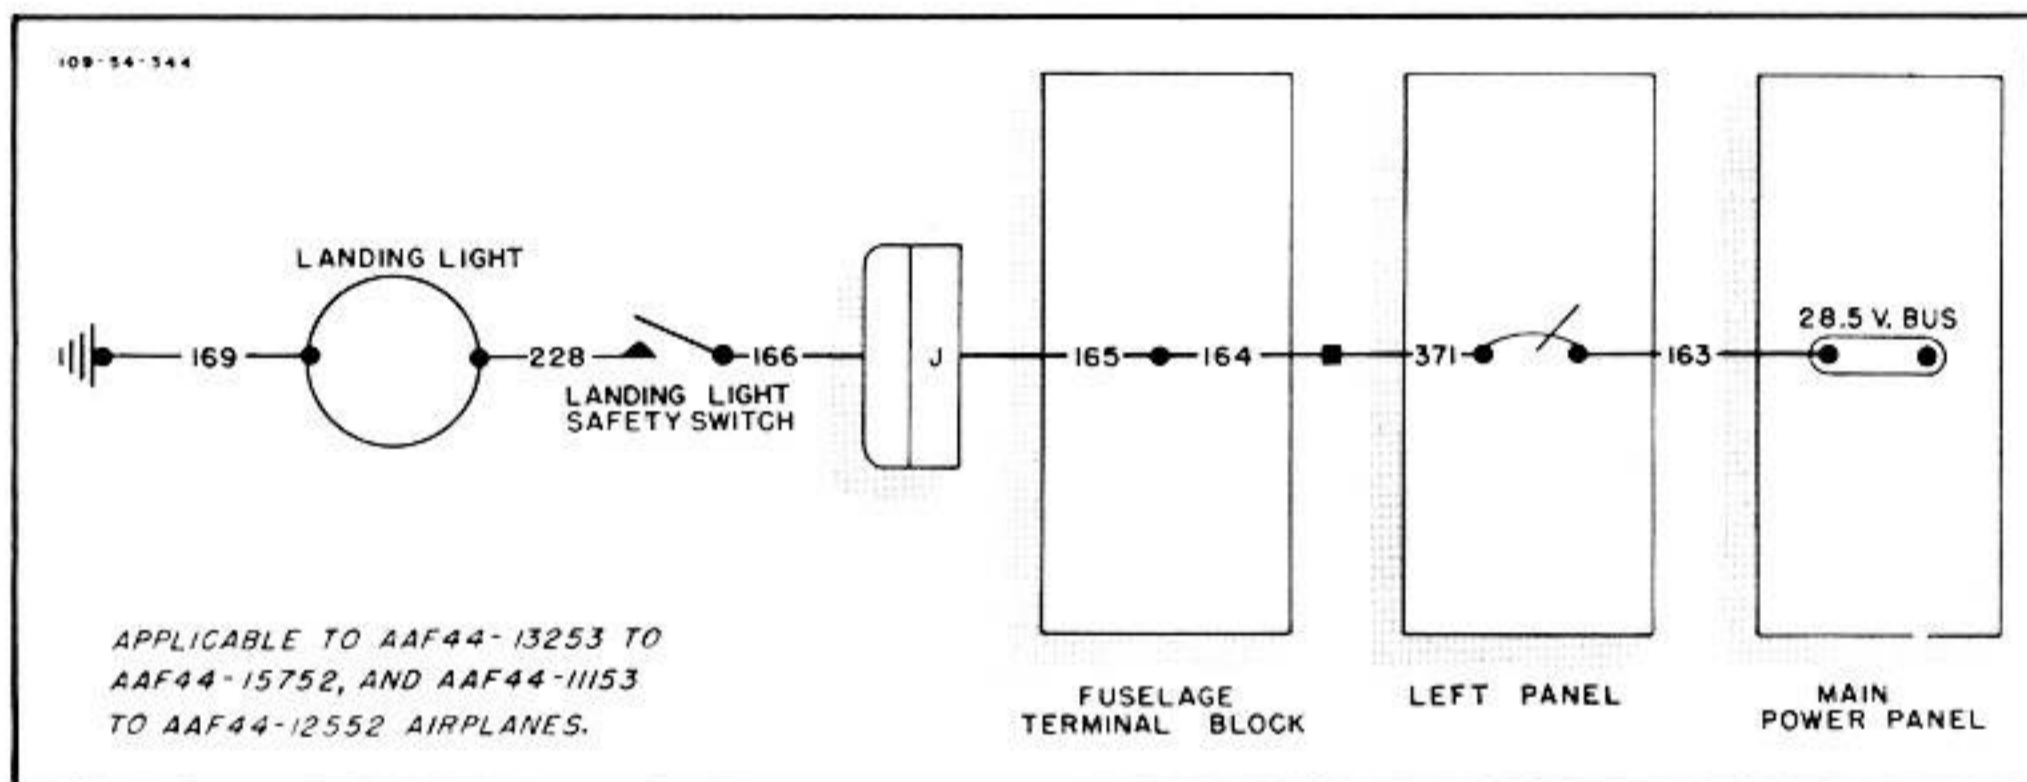 109-54-344
LANDING LIGHT
28.5 V. BUS
169
228
166
J
165
164
371
163
LANDING LIGHT
SAFETY SWITCH
APPLICABLE TO AAF44-13253 TO
AAF44-15752, AND AAF44-11153
TO AAF44-12552 AIRPLANES.
FUSELAGE
TERMINAL BLOCK
LEFT PANEL
MAIN
POWER PANEL